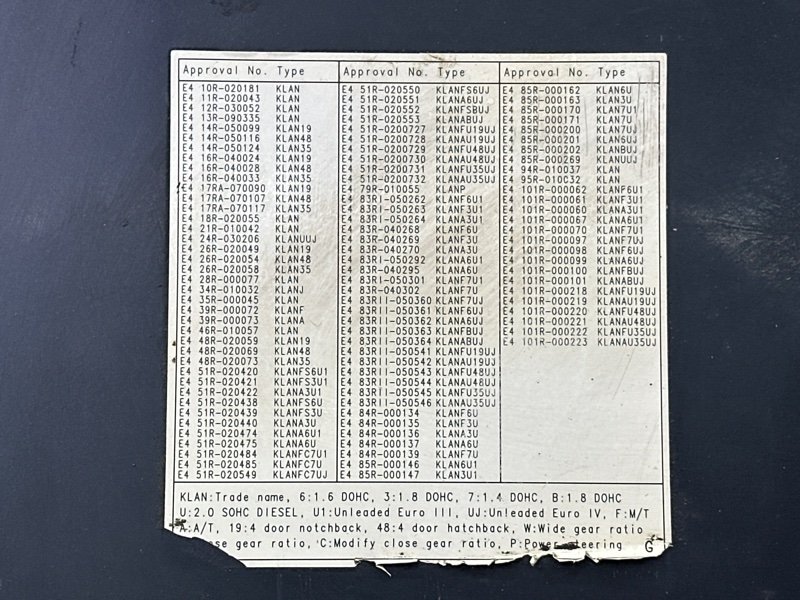 Approval No. Type
E4 10R-020181 KLAN
E4 11R-020043 KLAN
E4 12R-030052 KLAN
E4 13R-090335 KLAN
E4 14R-050099 KLAN19
E4 14R-050116 KLAN48
E4 14R-050124 KLAN35
E4 16R-040024 KLAN19
E4 16R-040028 KLAN48
E4 16R-040033 KLAN35
E4 17RA-070090 KLAN19
E4 17RA-070107 KLAN48
E4 17RA-070117 KLAN35
E4 18R-020055 KLAN
E4 21R-010042 KLAN
E4 24R-030206 KLANUUJ
E4 26R-020049 KLAN19
E4 26R-020054 KLAN48
E4 26R-020058 KLAN35
E4 28R-000077 KLAN
E4 34R-010032 KLANJ
E4 35R-000045 KLAN
E4 39R-000072 KLANF
E4 39R-000073 KLANA
E4 46R-010057 KLAN
E4 48R-020059 KLAN19
E4 48R-020069 KLAN48
E4 48R-020073 KLAN35
E4 51R-020420 KLANFS6U1
E4 51R-020421 KLANFS3U1
E4 51R-020422 KLANA3U1
E4 51R-020438 KLANFS6U
E4 51R-020439 KLANFS3U
E4 51R-020440 KLANA3U
E4 51R-020474 KLANA6U1
E4 51R-020475 KLANA6U
E4 51R-020484 KLANFC7U1
E4 51R-020485 KLANFC7U
E4 51R-020549 KLANFC7UJ
Approval No. Type
E4 51R-020550 KLANFS6UJ
E4 51R-020551 KLANA6UJ
E4 51R-020552 KLANFSBUJ
E4 51R-020553 KLANABUJ
E4 51R-0200727 KLANFU19UJ
E4 51R-0200728 KLANAU19UJ
E4 51R-0200729 KLANFU48UJ
E4 51R-0200730 KLANAU48UJ
E4 51R-0200731 KLANFU35UJ
E4 51R-0200732 KLANAU35UJ
E4 79R-010055 KLANP
E4 83RI-050262 KLANF6U1
E4 83RI-050263 KLANF3U1
E4 83RI-050264 KLANA3U1
E4 83R-040268 KLANF6U
E4 83R-040269 KLANF3U
E4 83R-040270 KLANA3U
E4 83RI-050292 KLANA6U1
E4 83R-040295 KLANA6U
E4 83RI-050301 KLANF7U1
E4 83R-040302 KLANF7U
E4 83RII-050360 KLANF7UJ
E4 83RII-050361 KLANF6UJ
E4 83RII-050362 KLANA6UJ
E4 83RII-050363 KLANFBUJ
E4 83RII-050364 KLANABUJ
E4 83RII-050541 KLANFU19UJ
E4 83RII-050542 KLANAU19UJ
E4 83RII-050543 KLANFU48UJ
E4 83RII-050544 KLANAU48UJ
E4 83RII-050545 KLANFU35UJ
E4 83RII-050546 KLANAU35UJ
E4 84R-000134 KLANF6U
E4 84R-000135 KLANF3U
E4 84R-000136 KLANA3U
E4 84R-000137 KLANA6U
E4 84R-000139 KLANF7U
E4 85R-000146 KLAN6U1
E4 85R-000147 KLAN3U1
Approval No. Type
E4 85R-000162 KLAN6U
E4 85R-000163 KLAN3U
E4 85R-000170 KLAN7U1
E4 85R-000171 KLAN7U
E4 85R-000200 KLAN7UJ
E4 85R-000201 KLAN6UJ
E4 85R-000202 KLANBUJ
E4 85R-000269 KLANUUJ
E4 94R-010037 KLAN
E4 95R-010C32 KLAN
E4 101R-000062 KLANF6U1
E4 101R-000061 KLANF3U1
E4 101R-000060 KLANA3U1
E4 101R-000067 KLANA6U1
E4 101R-000070 KLANF7U1
E4 101R-000097 KLANF7UJ
E4 101R-000098 KLANF6UJ
E4 101R-000099 KLANA6UJ
E4 101R-000100 KLANFBUJ
E4 101R-000101 KLANABUJ
E4 101R-000218 KLANFU19UJ
E4 101R-000219 KLANAU19UJ
E4 101R-000220 KLANFU48UJ
E4 101R-000221 KLANAU48UJ
E4 101R-000222 KLANFU35UJ
E4 101R-000223 KLANAU35UJ
KLAN:Trade name, 6:1.6 DOHC, 3:1.8 DOHC, 7:1.4 DOHC, B:1.8 DOHC
U:2.0 SOHC DIESEL, U1:Unleaded Euro III, UJ:Unleaded Euro IV, F:M/T
A:A/T, 19:4 door notchback, 48:4 door hatchback, W:Wide gear ratio
gear ratio, C:Modify close gear ratio, P:Power steering G